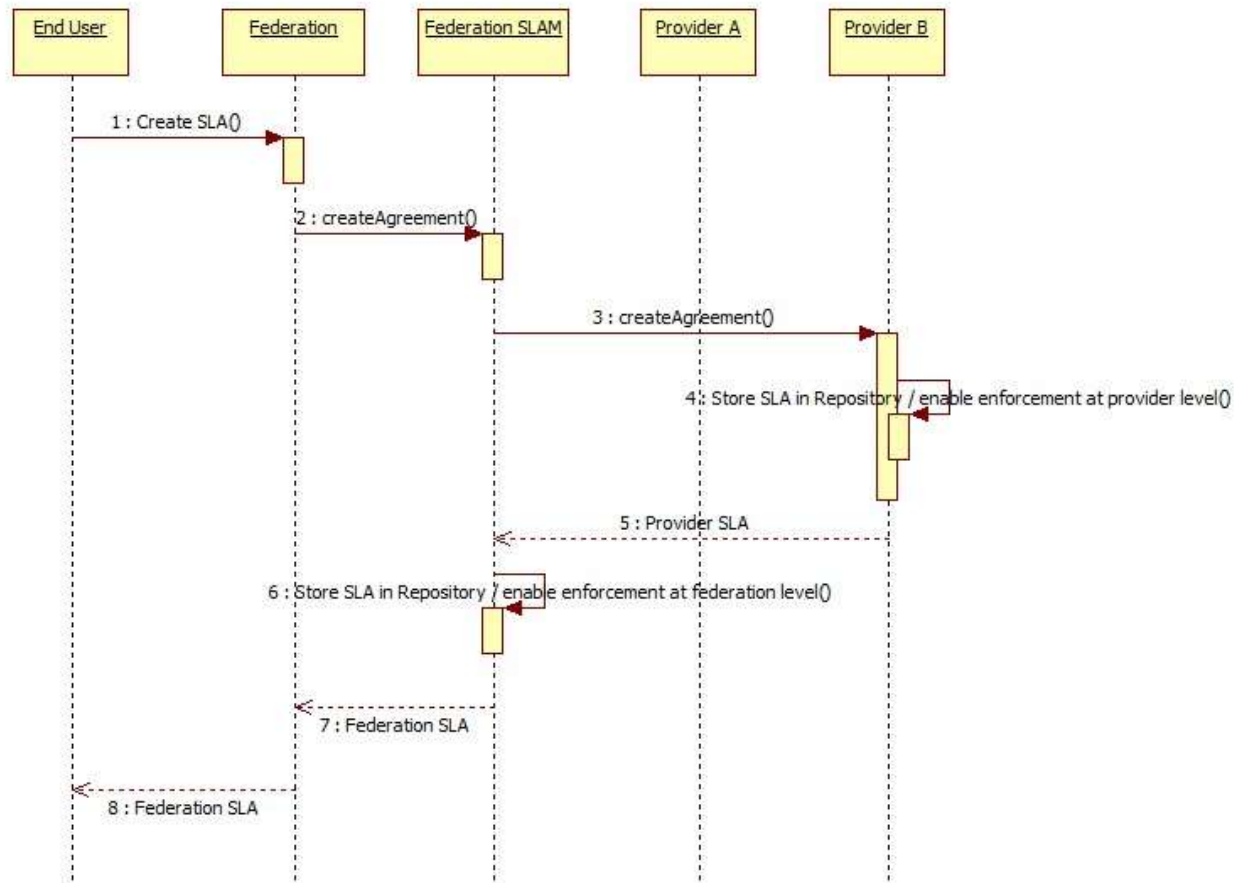 End User
Federation
Federation SLAM
Provider A
Provider B
1 : Create SLA()
2 : createAgreement()
3 : createAgreement()
4 : Store SLA in Repository / enable enforcement at provider level()
5 : Provider SLA
6 : Store SLA in Repository / enable enforcement at federation level()
7 : Federation SLA
8 : Federation SLA